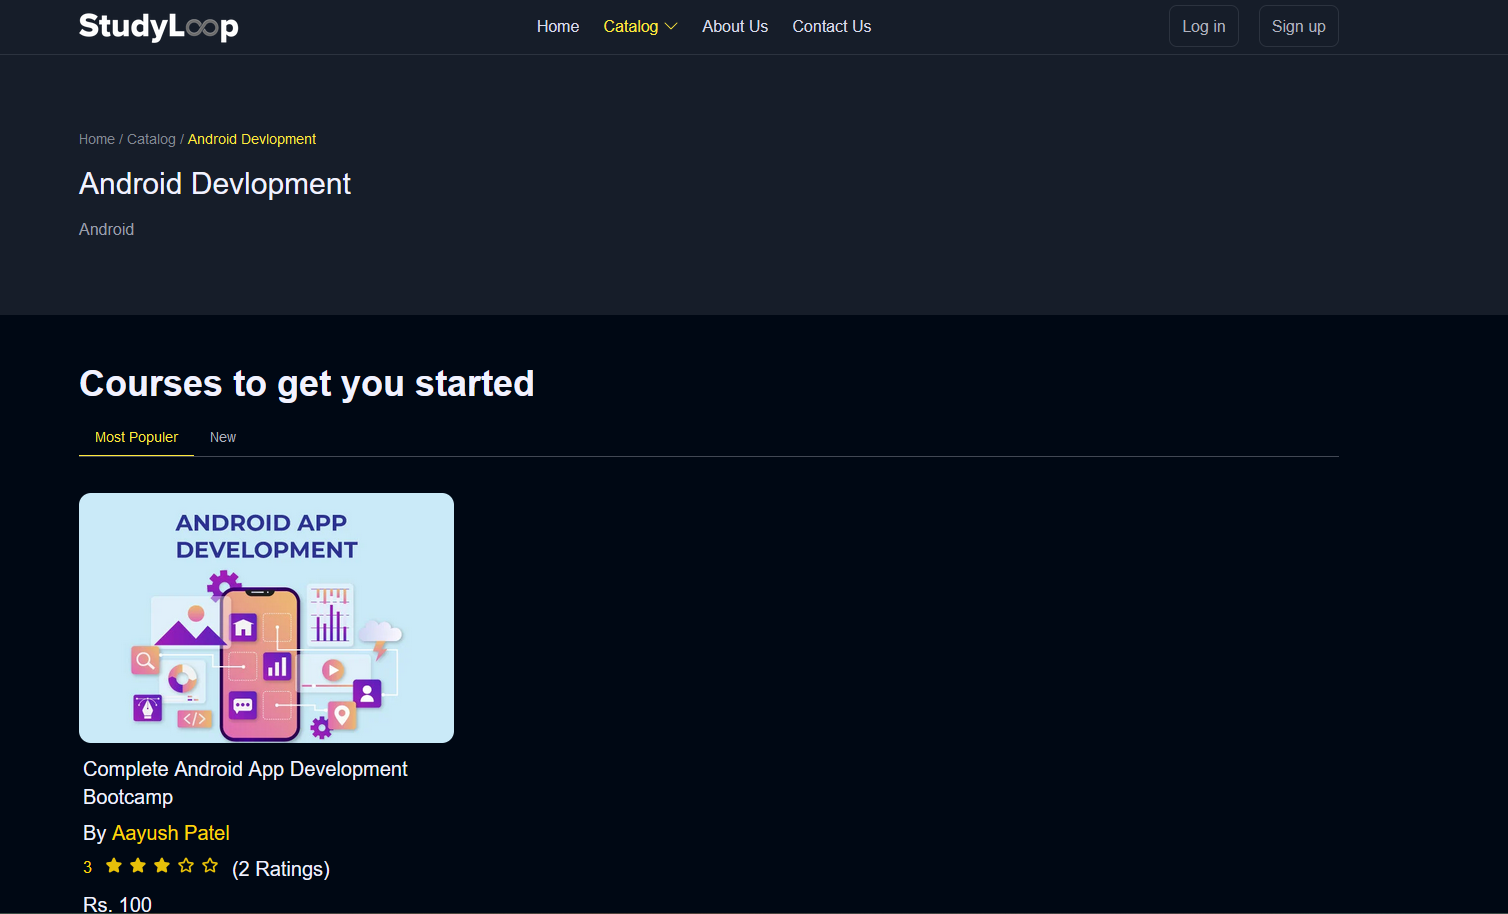 StudyLoop
Home Catalog About Us Contact Us Log in Sign up
Home / Catalog / Android Devlopment
Android Devlopment
Android
Courses to get you started
Most Populer New
ANDROID APP
DEVELOPMENT
</>
Complete Android App Development
Bootcamp
By Aayush Patel
3 (2 Ratings)
Rs. 100